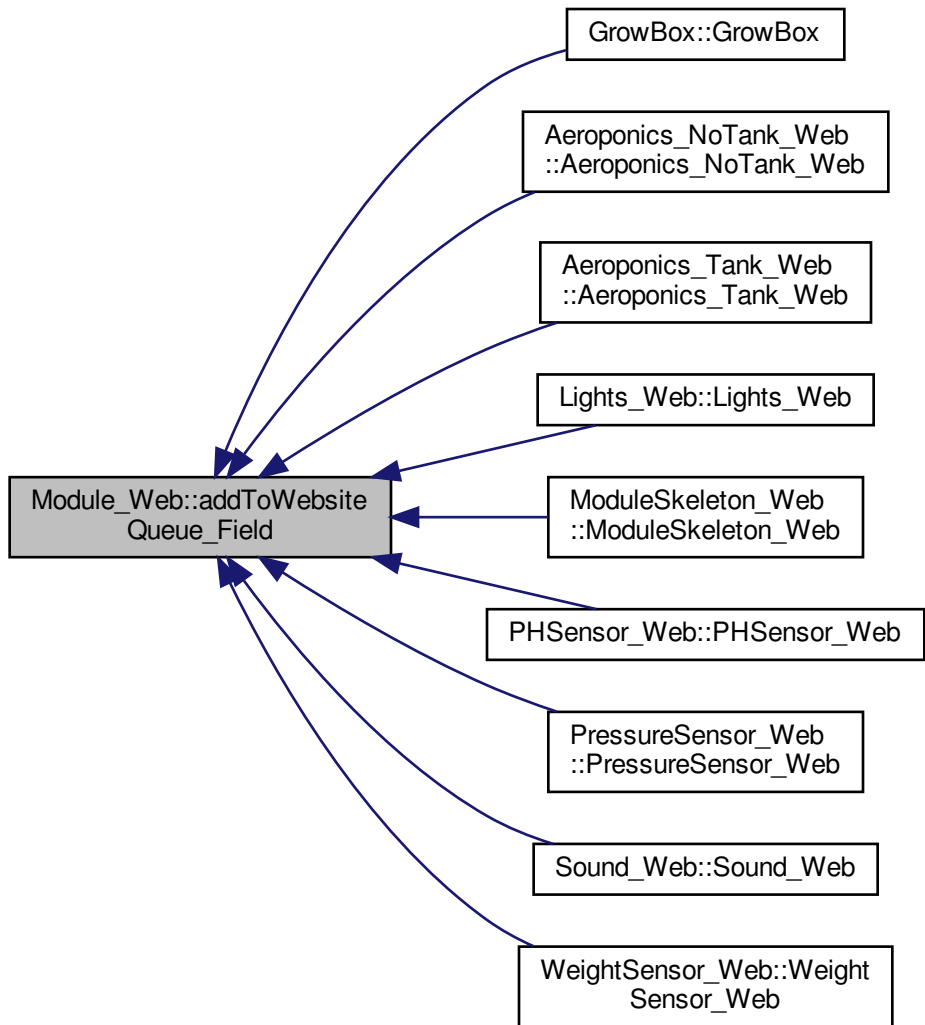 GrowBox::GrowBox
Aeroponics_NoTank_Web
::Aeroponics_NoTank_Web
Aeroponics_Tank_Web
::Aeroponics_Tank_Web
Lights_Web::Lights_Web
Module_Web::addToWebsite
Queue_Field
ModuleSkeleton_Web
::ModuleSkeleton_Web
PHSensor_Web::PHSensor_Web
PressureSensor_Web
::PressureSensor_Web
Sound_Web::Sound_Web
WeightSensor_Web::Weight
Sensor_Web